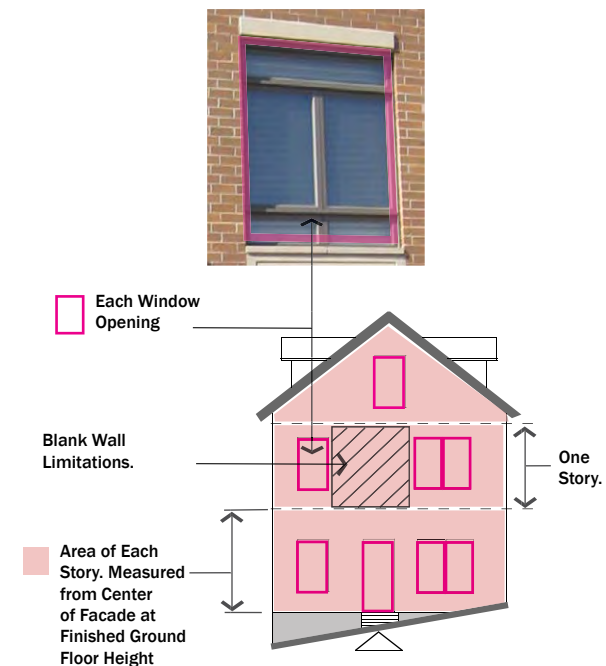 Each Window
Opening
Blank Wall
Limitations.
One
Story.
Area of Each
Story. Measured
from Center
of Facade at
Finished Ground
Floor Height